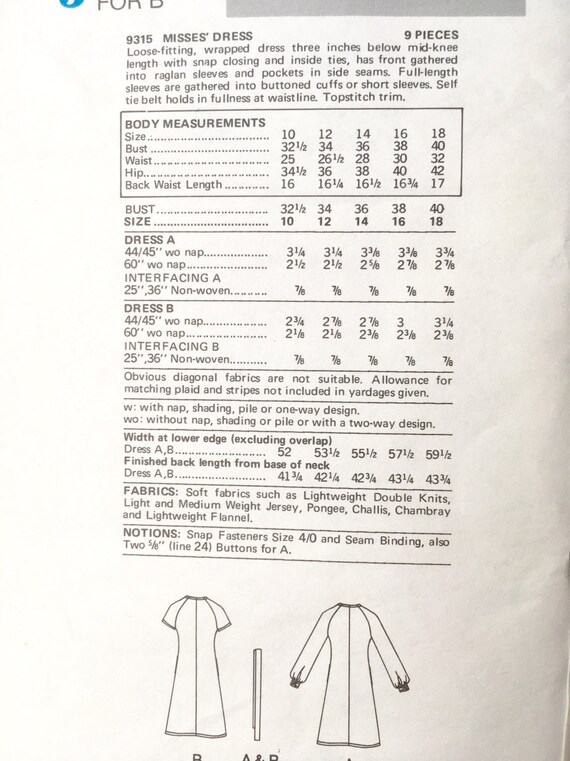 FOR B
9315 MISSES' DRESS 9 PIECES
Loose-fitting, wrapped dress three inches below mid-knee
length with snap closing and inside ties, has front gathered
into raglan sleeves and pockets in side seams. Full-length
sleeves are gathered into buttoned cuffs or short sleeves. Self
tie belt holds in fullness at waistline. Topstitch trim.
BODY MEASUREMENTS
Size 10 12 14 16 18
Bust 32½ 34 36 38 40
Waist 25 26½ 28 30 32
Hip 34½ 36 38 40 42
Back Waist Length 16 16¼ 16½ 16¾ 17
BUST 32½ 34 36 38 40
SIZE 10 12 14 16 18
DRESS A
44/45" wo nap 3¼ 3¼ 3⅜ 3⅜ 3¾
60" wo nap 2½ 2½ 2⅝ 2⅞ 2⅞
INTERFACING A
25",36" Non-woven ⅞ ⅞ ⅞ ⅞ ⅞
DRESS B
44/45" wo nap 2¾ 2⅞ 2⅞ 3 3¼
60" wo nap 2⅛ 2⅛ 2⅜ 2⅜ 2⅜
INTERFACING B
25",36" Non-woven ⅞ ⅞ ⅞ ⅞ ⅞
Obvious diagonal fabrics are not suitable. Allowance for
matching plaid and stripes not included in yardages given.
w: with nap, shading, pile or one-way design.
wo: without nap, shading or pile or with a two-way design.
Width at lower edge (excluding overlap)
Dress A,B 52 53½ 55½ 57½ 59½
Finished back length from base of neck
Dress A,B 41¾ 42¼ 42¾ 43¼ 43¾
FABRICS: Soft fabrics such as Lightweight Double Knits,
Light and Medium Weight Jersey, Pongee, Challis, Chambray
and Lightweight Flannel.
NOTIONS: Snap Fasteners Size 4/0 and Seam Binding, also
Two ⅝" (line 24) Buttons for A.
B A & B A